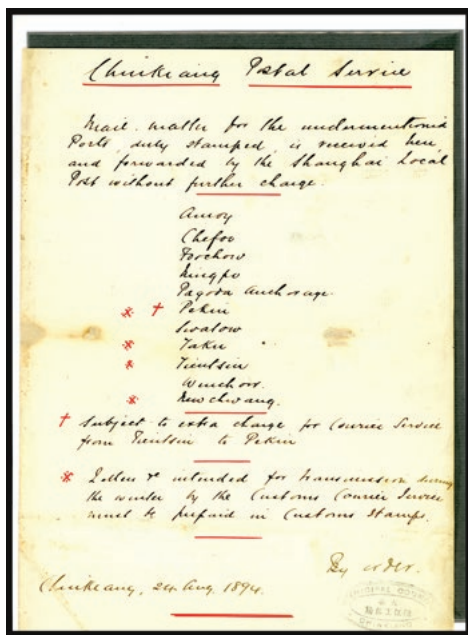 Chinkiang Postal Service
Mail matter for the undermentioned
Ports, duly stamped, is received here,
and forwarded by the Shanghai Local
Post without further charge.
Amoy
Chefoo
Foochow
Ningpo
Pagoda Anchorage.
※ † Pekin
Swatow
※ Taku "
※ Tientsin
Wenchow.
※ Newchwang.
† Subject to extra charge for Courier Service
from Tientsin to Pekin
※ Letters &c intended for transmission during
the winter by the Customs Courier Service
must be prepaid in Customs Stamps.
By order.
Chinkiang, 24 Aug. 1894.
MUNICIPAL COUNCIL
CHINKIANG